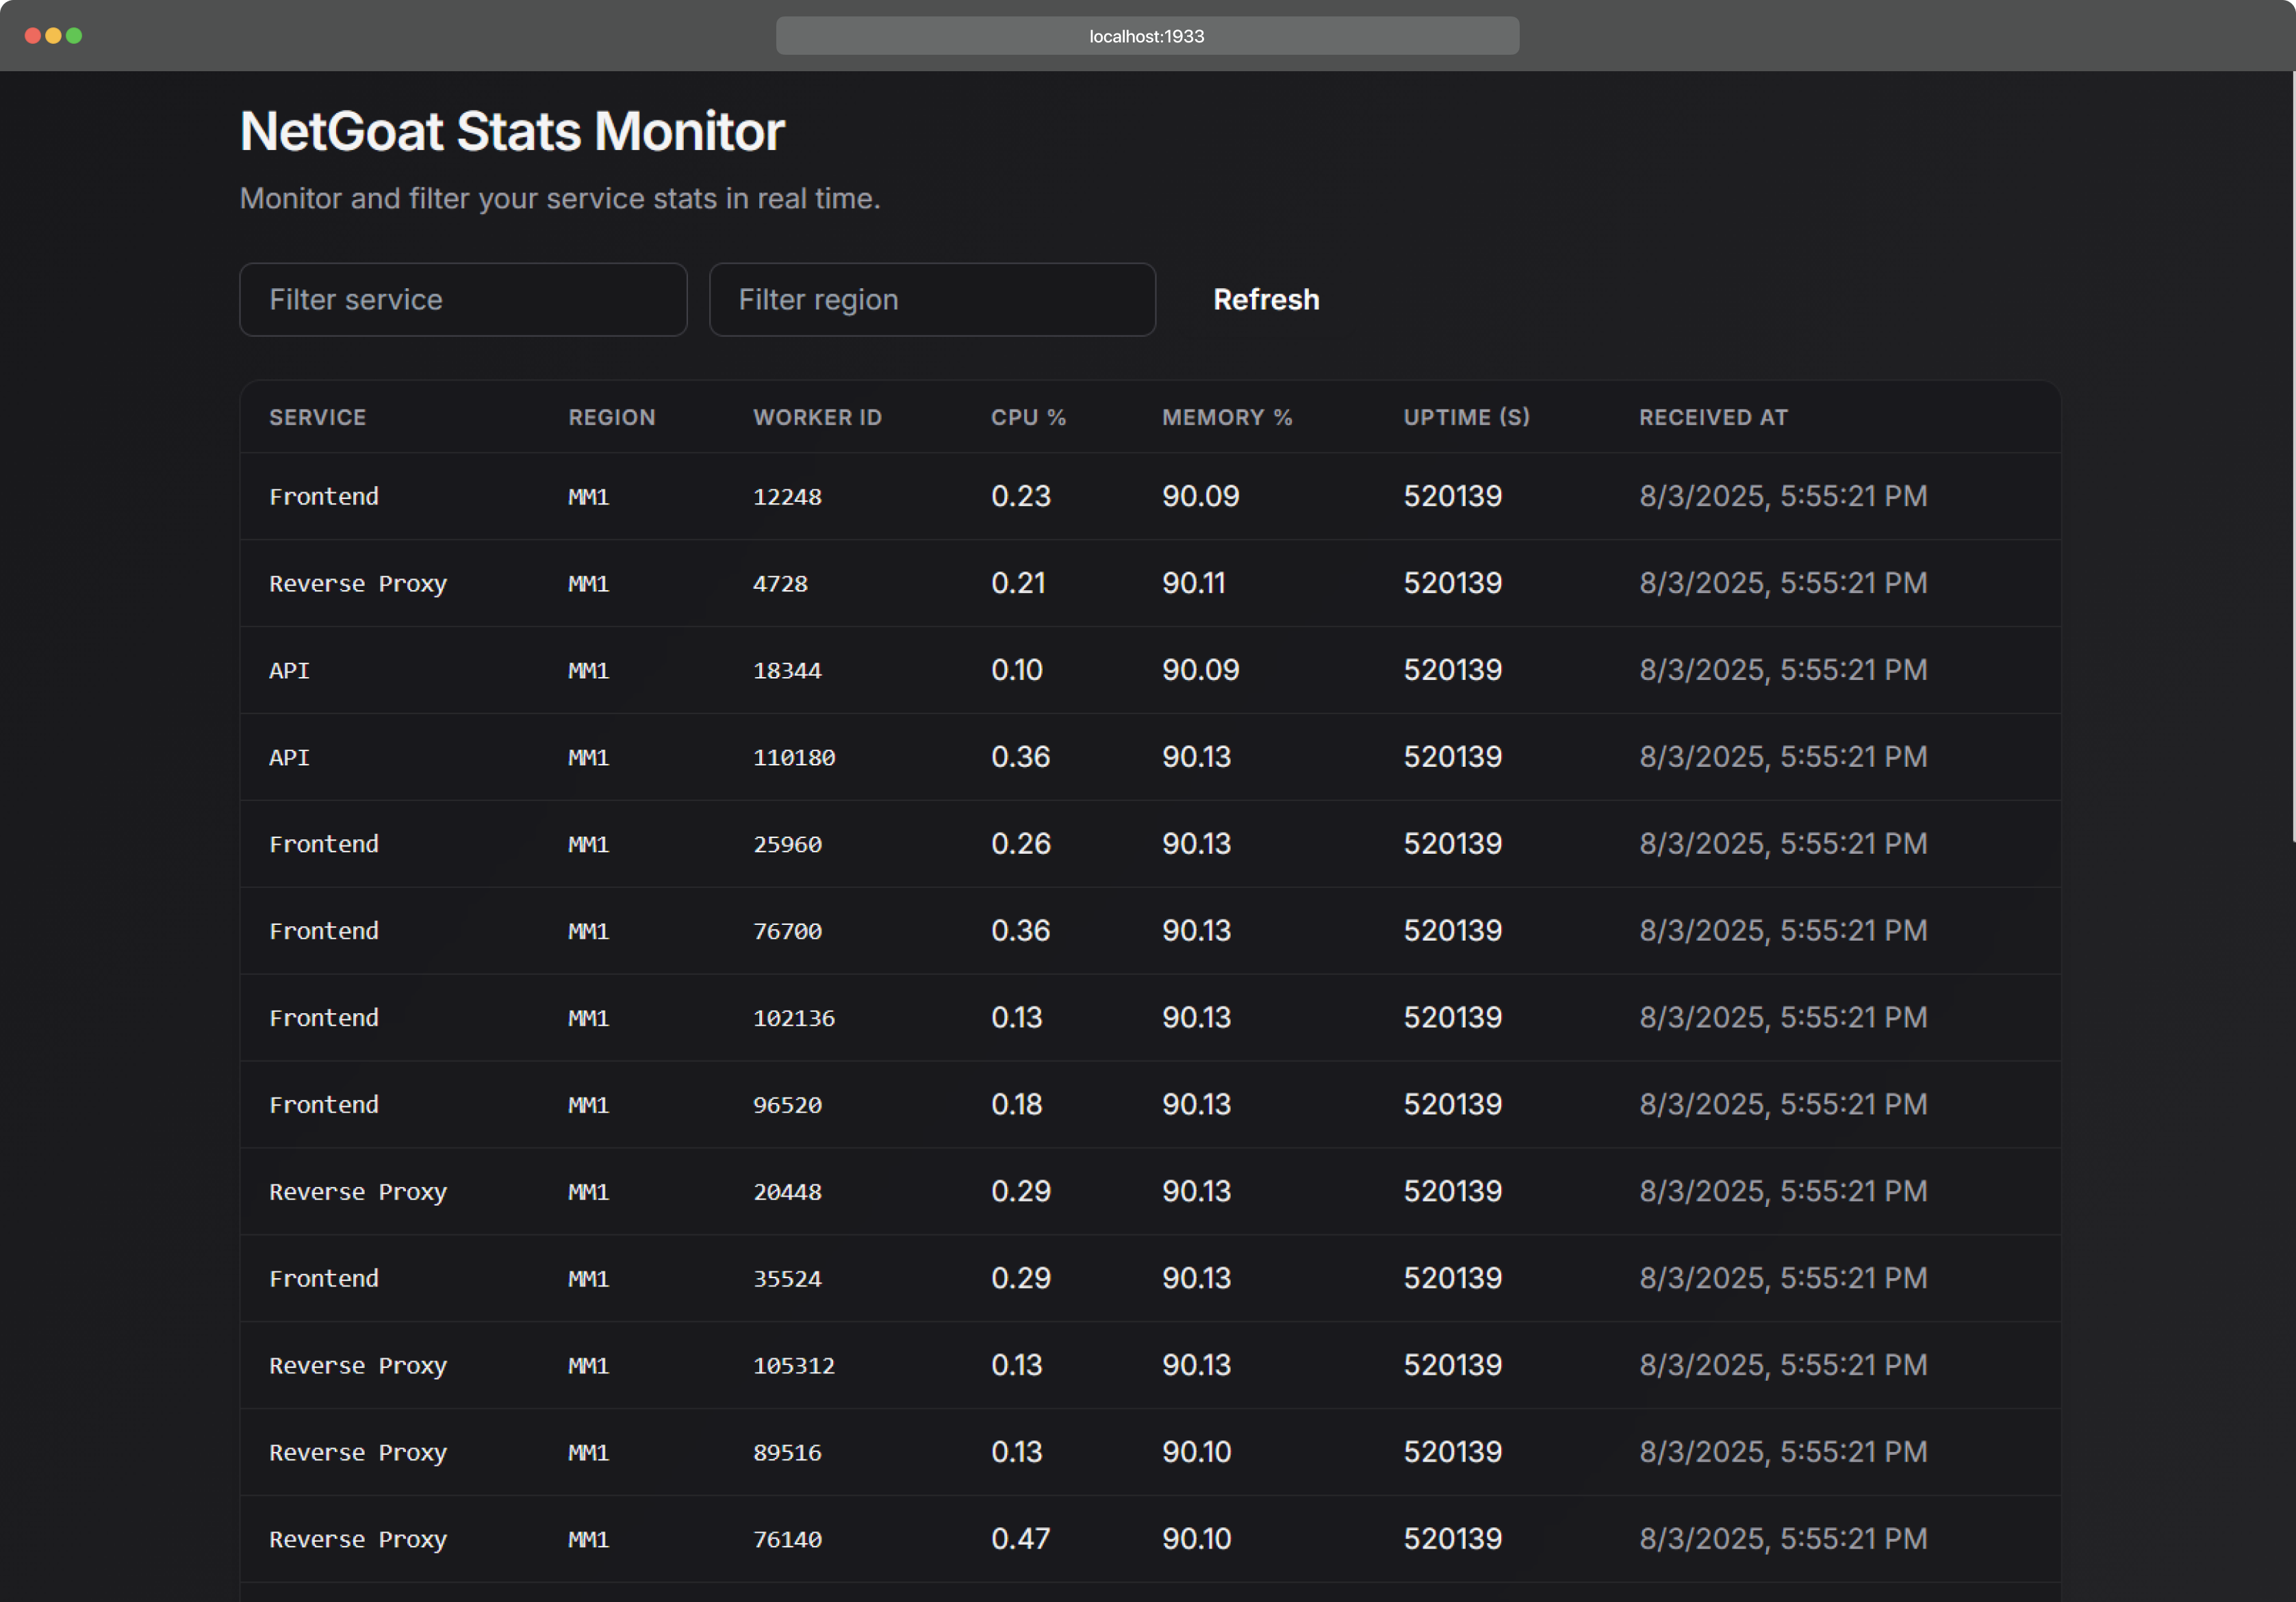 localhost:1933
NetGoat Stats Monitor
Monitor and filter your service stats in real time.
Filter service Filter region Refresh
SERVICE REGION WORKER ID CPU % MEMORY % UPTIME (S) RECEIVED AT
Frontend MM1 12248 0.23 90.09 520139 8/3/2025, 5:55:21 PM
Reverse Proxy MM1 4728 0.21 90.11 520139 8/3/2025, 5:55:21 PM
API MM1 18344 0.10 90.09 520139 8/3/2025, 5:55:21 PM
API MM1 110180 0.36 90.13 520139 8/3/2025, 5:55:21 PM
Frontend MM1 25960 0.26 90.13 520139 8/3/2025, 5:55:21 PM
Frontend MM1 76700 0.36 90.13 520139 8/3/2025, 5:55:21 PM
Frontend MM1 102136 0.13 90.13 520139 8/3/2025, 5:55:21 PM
Frontend MM1 96520 0.18 90.13 520139 8/3/2025, 5:55:21 PM
Reverse Proxy MM1 20448 0.29 90.13 520139 8/3/2025, 5:55:21 PM
Frontend MM1 35524 0.29 90.13 520139 8/3/2025, 5:55:21 PM
Reverse Proxy MM1 105312 0.13 90.13 520139 8/3/2025, 5:55:21 PM
Reverse Proxy MM1 89516 0.13 90.10 520139 8/3/2025, 5:55:21 PM
Reverse Proxy MM1 76140 0.47 90.10 520139 8/3/2025, 5:55:21 PM